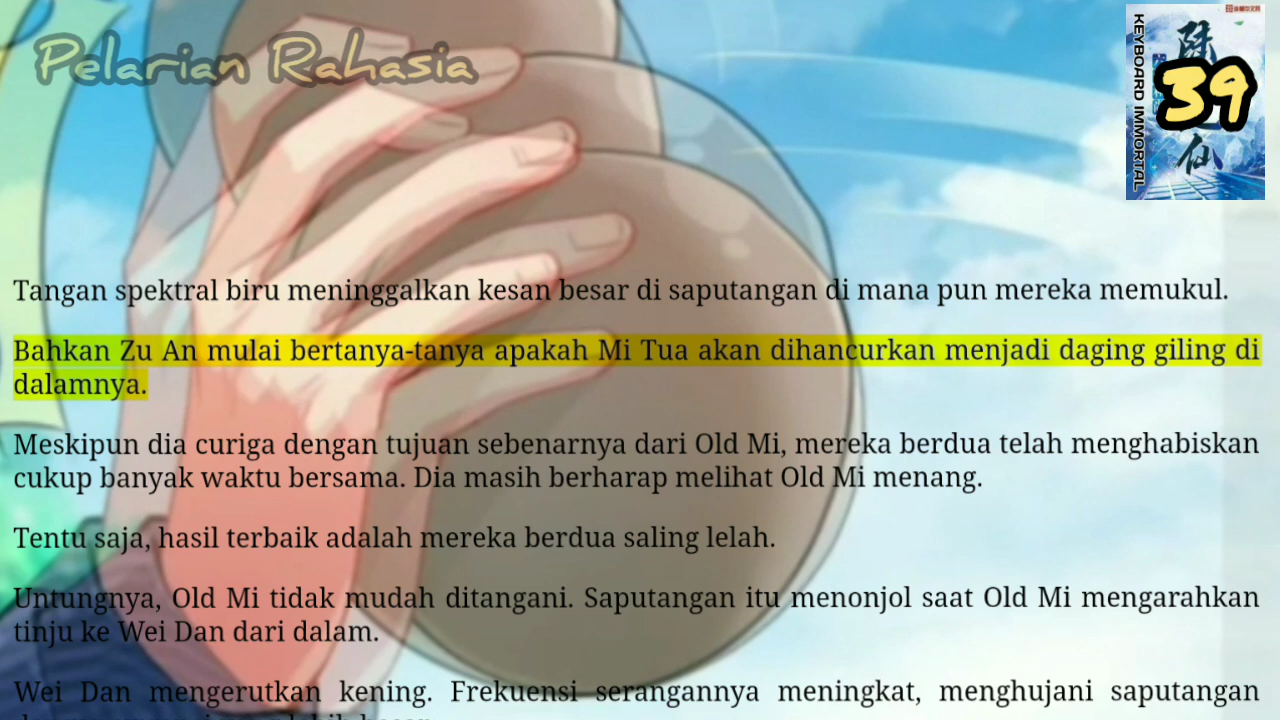 Pelarian Rahasia
KEYBOARD IMMORTAL
39
仙
Tangan spektral biru meninggalkan kesan besar di saputangan di mana pun mereka memukul.
Bahkan Zu An mulai bertanya-tanya apakah Mi Tua akan dihancurkan menjadi daging giling di
dalamnya.
Meskipun dia curiga dengan tujuan sebenarnya dari Old Mi, mereka berdua telah menghabiskan
cukup banyak waktu bersama. Dia masih berharap melihat Old Mi menang.
Tentu saja, hasil terbaik adalah mereka berdua saling lelah.
Untungnya, Old Mi tidak mudah ditangani. Saputangan itu menonjol saat Old Mi mengarahkan
tinju ke Wei Dan dari dalam.
Wei Dan mengerutkan kening. Frekuensi serangannya meningkat, menghujani saputangan